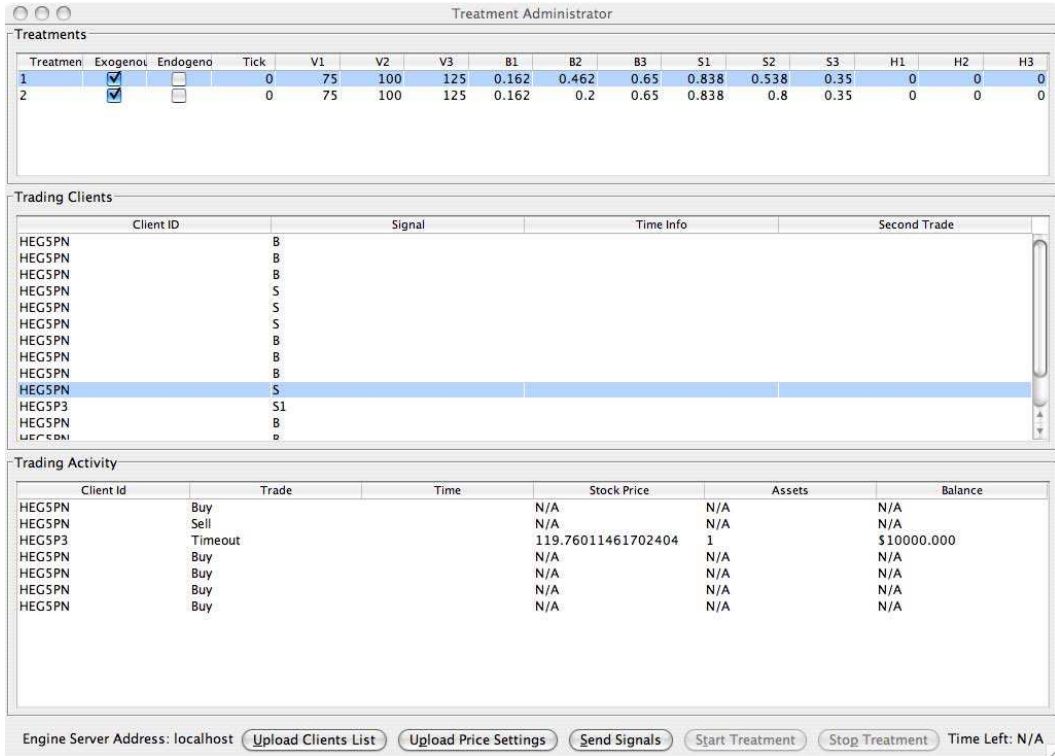 Treatment Administrator
Treatments
Treatmen Exogenou Endogeno Tick V1 V2 V3 B1 B2 B3 S1 S2 S3 H1 H2 H3
1 0 75 100 125 0.162 0.462 0.65 0.838 0.538 0.35 0 0 0
2 0 75 100 125 0.162 0.2 0.65 0.838 0.8 0.35 0 0 0
Trading Clients
Client ID Signal Time Info Second Trade
HEG5PN B
HEG5PN B
HEG5PN B
HEG5PN S
HEG5PN S
HEG5PN S
HEG5PN B
HEG5PN B
HEG5PN B
HEG5PN S
HEG5P3 S1
HEG5PN B
HEG5PN B
Trading Activity
Client Id Trade Time Stock Price Assets Balance
HEG5PN Buy N/A N/A N/A
HEG5PN Sell N/A N/A N/A
HEG5P3 Timeout 119.76011461702404 1 $10000.000
HEG5PN Buy N/A N/A N/A
HEG5PN Buy N/A N/A N/A
HEG5PN Buy N/A N/A N/A
HEG5PN Buy N/A N/A N/A
Engine Server Address: localhost Upload Clients List Upload Price Settings Send Signals Start Treatment Stop Treatment Time Left: N/A